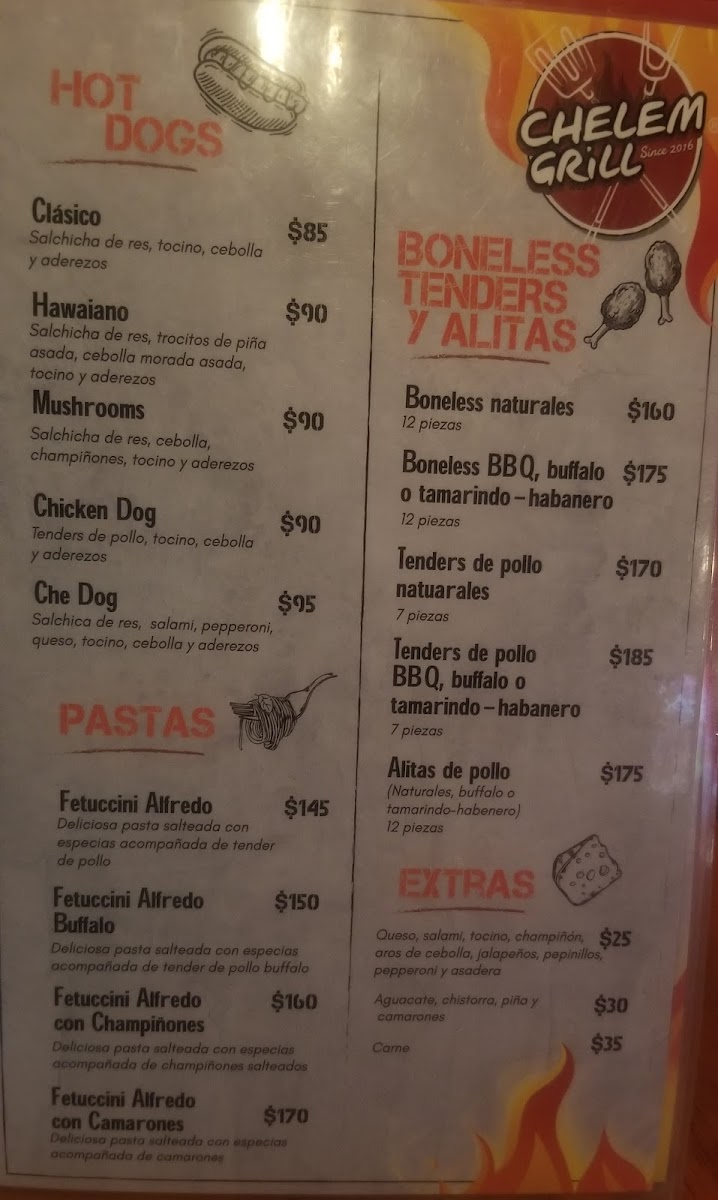 HOT
DOGS
Clásico $85
Salchicha de res, tocino, cebolla
y aderezos
Hawaiano $90
Salchicha de res, trocitos de piña
asada, cebolla morada asada,
tocino y aderezos
Mushrooms $90
Salchicha de res, cebolla,
champiñones, tocino y aderezos
Chicken Dog $90
Tenders de pollo, tocino, cebolla
y aderezos
Che Dog $95
Salchica de res, salami, pepperoni,
queso, tocino, cebolla y aderezos
PASTAS
Fetuccini Alfredo $145
Deliciosa pasta salteada con
especias acompañada de tender
de pollo
Fetuccini Alfredo $150
Buffalo
Deliciosa pasta salteada con especias
acompañada de tender de pollo buffalo
Fetuccini Alfredo $160
con Champiñones
Deliciosa pasta salteada con especias
acompañada de champiñones salteados
Fetuccini Alfredo
con Camarones $170
Deliciosa pasta salteada con especias
acompañada de camarones
CHELEM
GRILL
Since 2016
BONELESS
TENDERS
Y ALITAS
Boneless naturales $160
12 piezas
Boneless BBQ, buffalo $175
o tamarindo-habanero
12 piezas
Tenders de pollo $170
natuarales
7 piezas
Tenders de pollo $185
BBQ, buffalo o
tamarindo-habanero
7 piezas
Alitas de pollo $175
(Naturales, buffalo o
tamarindo-habenero)
12 piezas
EXTRAS
Queso, salami, tocino, champiñón, $25
aros de cebolla, jalapeños, pepinillos,
pepperoni y asadera
Aguacate, chistorra, piña y $30
camarones
Carne $35